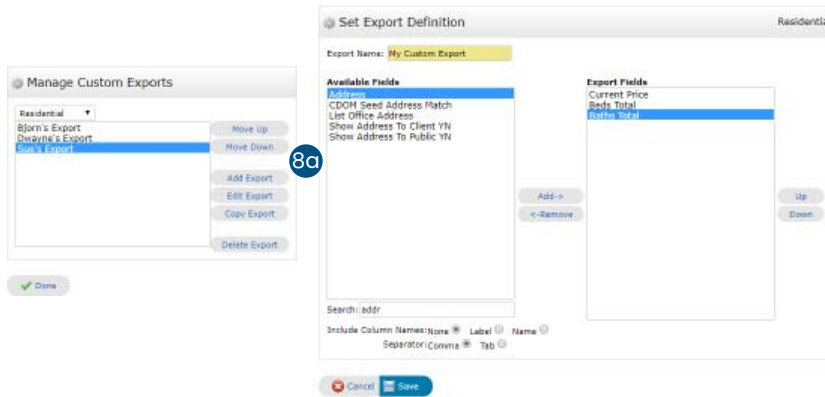 Manage Custom Exports
Residential
Bjorn's Export
Dwayne's Export
Sue's Export
Move Up
Move Down
Add Export
Edit Export
Copy Export
Delete Export
Done
8a
Set Export Definition
Residentia
Export Name: My Custom Export
Available Fields
Address
CDOM Seed Address Match
List Office Address
Show Address To Client YN
Show Address To Public YN
Add->
<-Remove
Export Fields
Current Price
Beds Total
Baths Total
Up
Down
Search: addr
Include Column Names: None Label Name
Separator: Comma Tab
Cancel Save